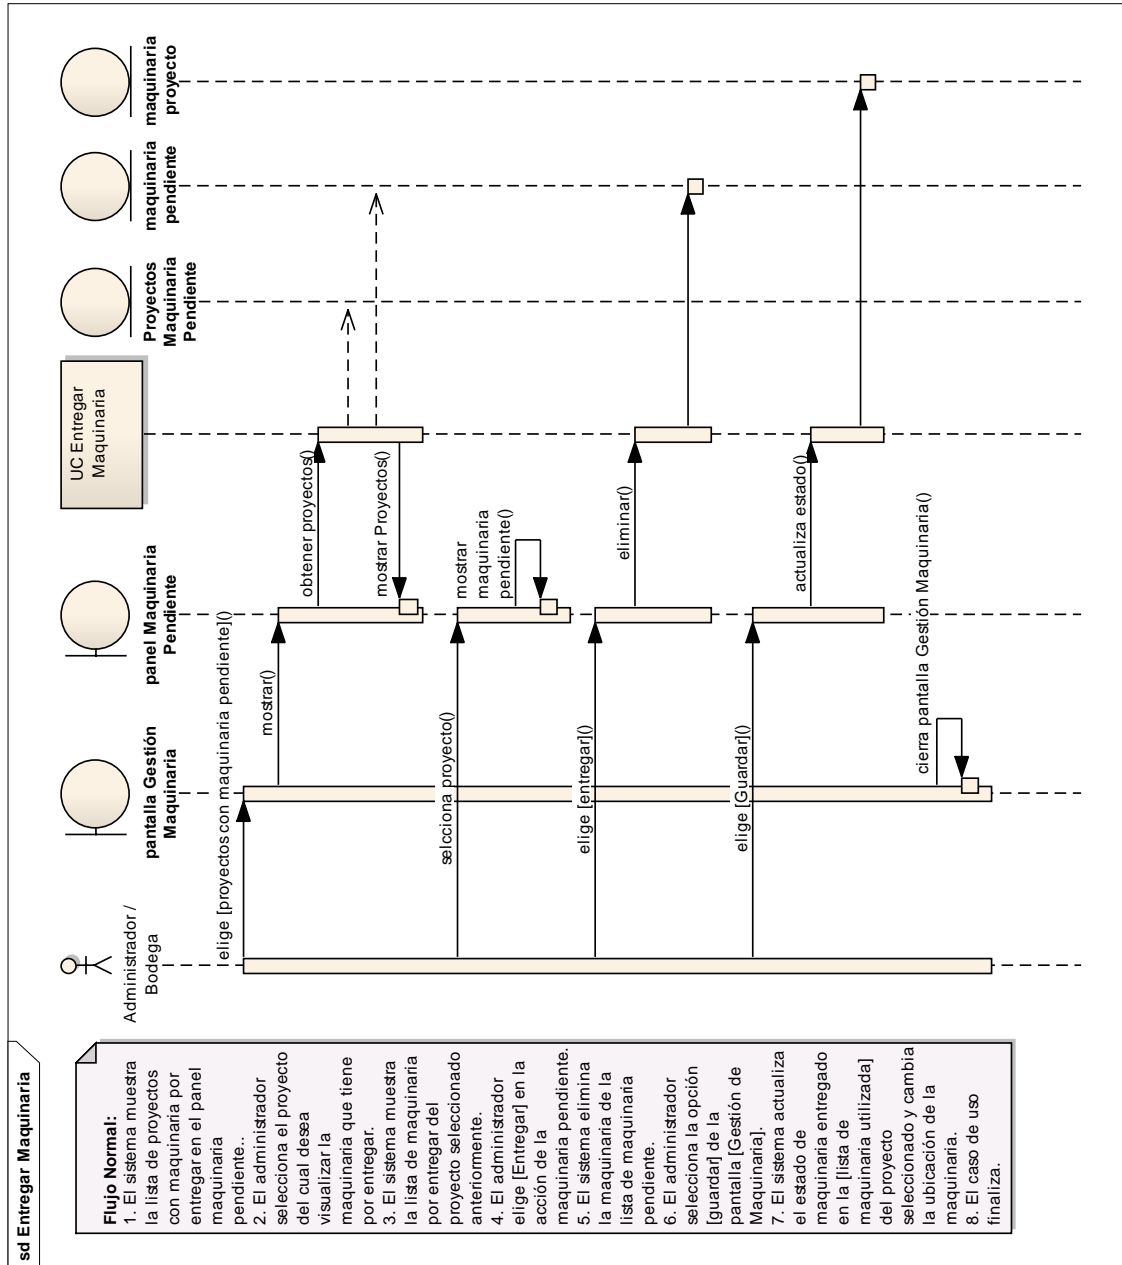 sd Entregar Maquinaria
Flujo Normal:
1. El sistema muestra
la lista de proyectos
con maquinaria por
entregar en el panel
maquinaria
pendiente..
2. El administrador
selecciona el proyecto
del cual desea
visualizar la
maquinaria que tiene
por entregar.
3. El sistema muestra
la lista de maquinaria
por entregar del
proyecto seleccionado
anteriormente.
4. El administrador
elige [Entregar] en la
acción de la
maquinaria pendiente.
5. El sistema elimina
la maquinaria de la
lista de maquinaria
pendiente.
6. El administrador
selecciona la opción
[guardar] de la
pantalla [Gestión de
Maquinaria].
7. El sistema actualiza
el estado de
maquinaria entregado
en la [lista de
maquinaria utilizada]
del proyecto
seleccionado y cambia
la ubicación de la
maquinaria.
8. El caso de uso
finaliza.
Administrador /
Bodega
pantalla Gestión
Maquinaria
panel Maquinaria
Pendiente
UC Entregar
Maquinaria
Proyectos
Maquinaria
Pendiente
maquinaria
pendiente
maquinaria
proyecto
elige [proyectos con maquinaria pendiente]()
mostrar()
obtener proyectos()
mostrar Proyectos()
selcciona proyecto()
mostrar
maquinaria
pendiente()
elige [entregar]()
eliminar()
elige [Guardar]()
actualiza estado()
cierra pantalla Gestión Maquinaria()